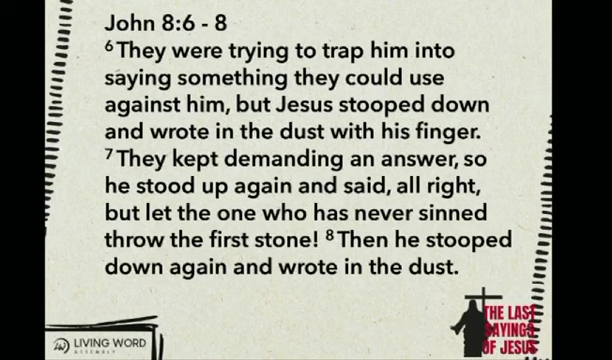 John 8:6 - 8
⁶ They were trying to trap him into
saying something they could use
against him, but Jesus stooped down
and wrote in the dust with his finger.
⁷ They kept demanding an answer, so
he stood up again and said, all right,
but let the one who has never sinned
throw the first stone! ⁸ Then he stooped
down again and wrote in the dust.
LIVING WORD
ASSEMBLY
THE LAST
SAYINGS
OF JESUS